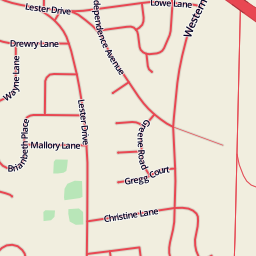 Lester Drive
Lowe Lane
Western
Independence Avenue
Drewry Lane
Wayne Lane
Lester Drive
Brianbeth Place
Mallory Lane
Greene Road
Gregg Court
Christine Lane